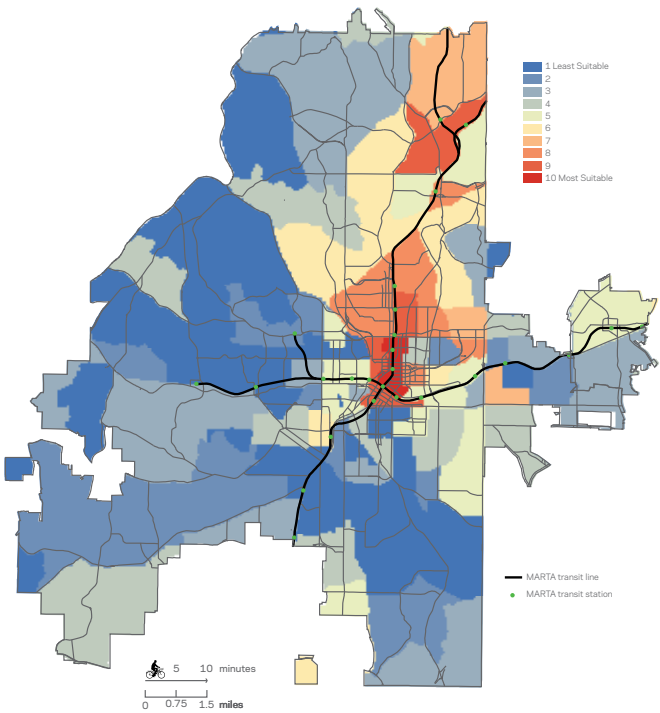 1 Least Suitable
2
3
4
5
6
7
8
9
10 Most Suitable
MARTA transit line
MARTA transit station
5 10 minutes
0 0.75 1.5 miles